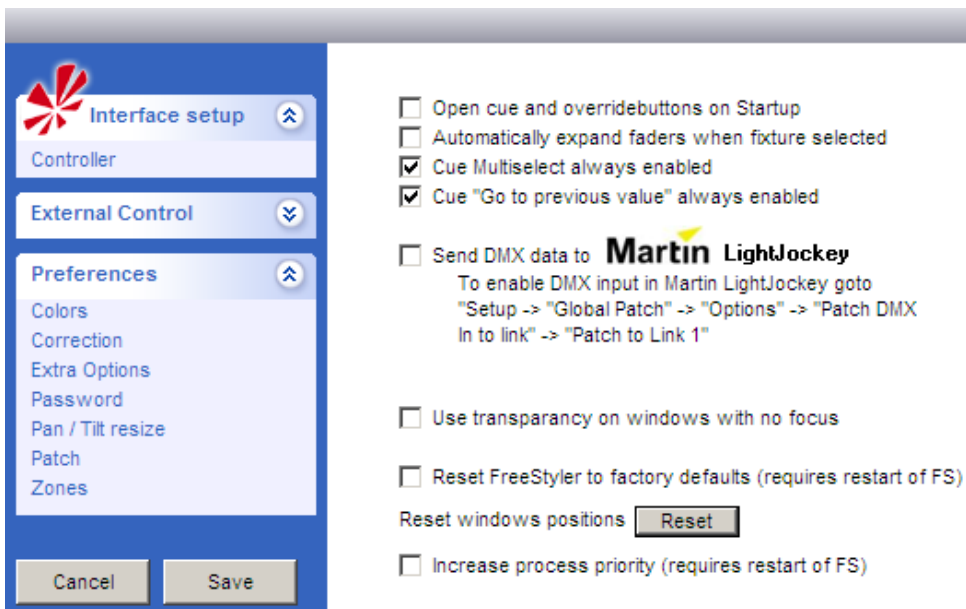 Interface setup
Controller
External Control
Preferences
Colors
Correction
Extra Options
Password
Pan / Tilt resize
Patch
Zones
Cancel
Save
Open cue and overridebuttons on Startup
Automatically expand faders when fixture selected
Cue Multiselect always enabled
Cue "Go to previous value" always enabled
Send DMX data to Martin LightJockey
To enable DMX input in Martin LightJockey goto
"Setup -> "Global Patch" -> "Options" -> "Patch DMX
In to link" -> "Patch to Link 1"
Use transparancy on windows with no focus
Reset FreeStyler to factory defaults (requires restart of FS)
Reset windows positions Reset
Increase process priority (requires restart of FS)